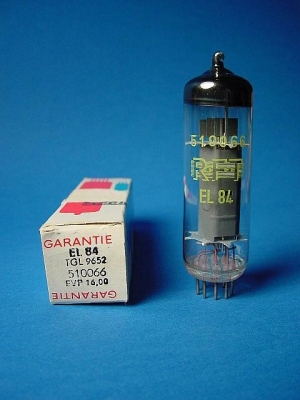 510066
RFT
EL 84
GARANTIE
EL 84
TGL 9652
510066
EVP 16,00
GARANTIE